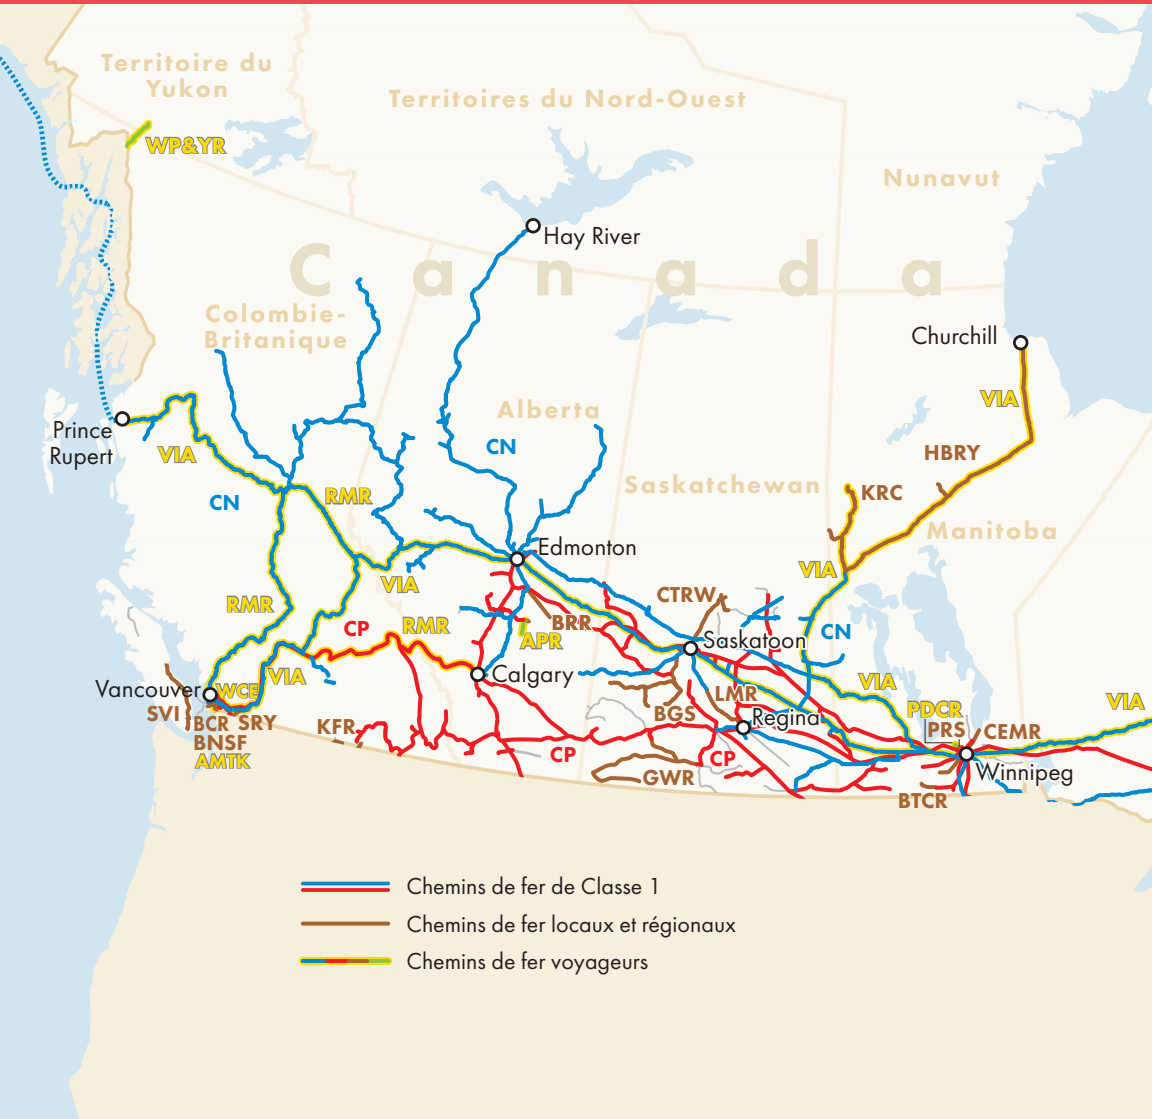 Territoire du
Yukon
Territoires du Nord-Ouest
WP&YR
Nunavut
Hay River
Canada
Colombie-
Britanique
Churchill
VIA
Alberta
Prince
Rupert
VIA
CN
HBRY
CN
RMR
Saskatchewan
KRC
Manitoba
Edmonton
VIA
VIA
CTRW
RMR
CP
RMR
BRR
APR
Saskatoon
CN
Calgary
VIA
VIA
Vancouver
WCE
LMR
PDCR
VIA
SVI
BCR
SRY
KFR
BGS
Regina
PRS
CEMR
BNSF
AMTK
CP
CP
GWR
Winnipeg
BTCR
Chemins de fer de Classe 1
Chemins de fer locaux et régionaux
Chemins de fer voyageurs